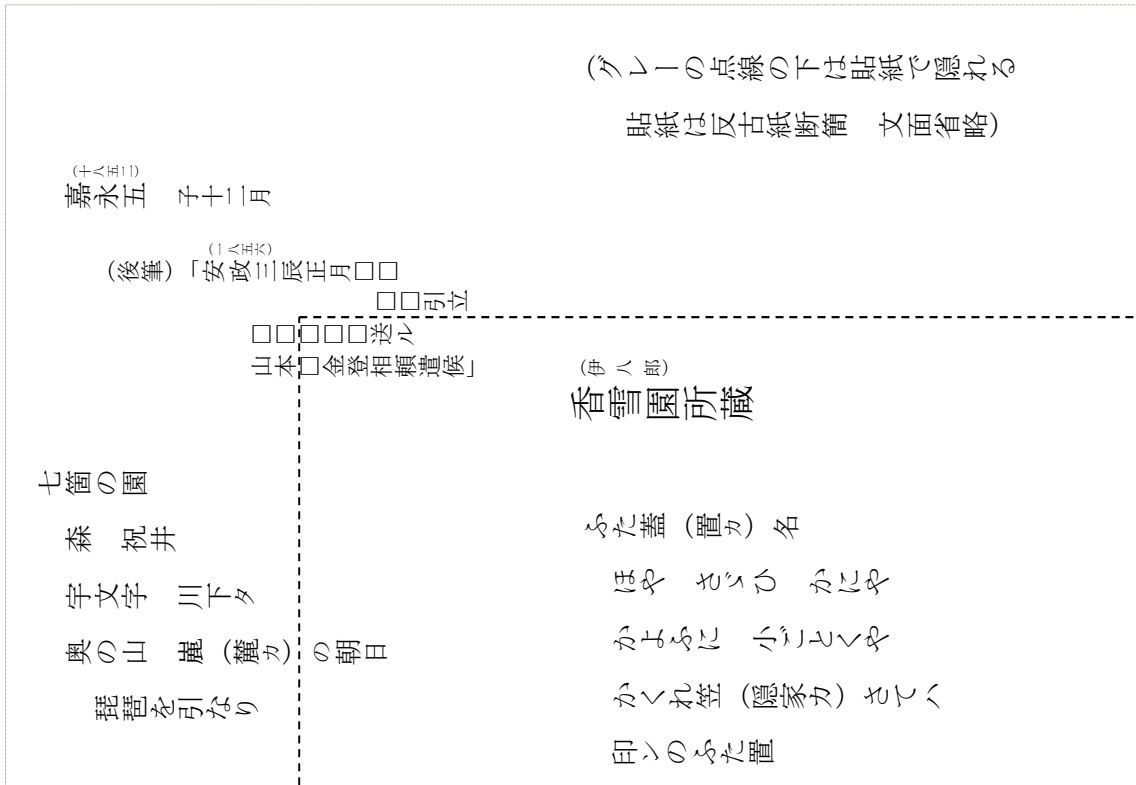 (グレーの点線の下は貼紙で隠れる
貼紙は反古紙断簡　文面省略)
(十八五二)
嘉永五　子十二月
(一八五六)
(後筆)「安政三辰正月□□
□□引立
□□□□□送ル
山本□金登相頼遣候」
(伊八郎)
香雪園所蔵
七箇の園
森　祝井
宇文字　川下タ
奥の山　(麓カ)の朝日
琵琶を引なり
ふた蓋(置カ)名
ほや　さゞひ　かにや
かよふに　小ごとくや
かくれ笠(隠家カ)さてハ
印ンのふた置